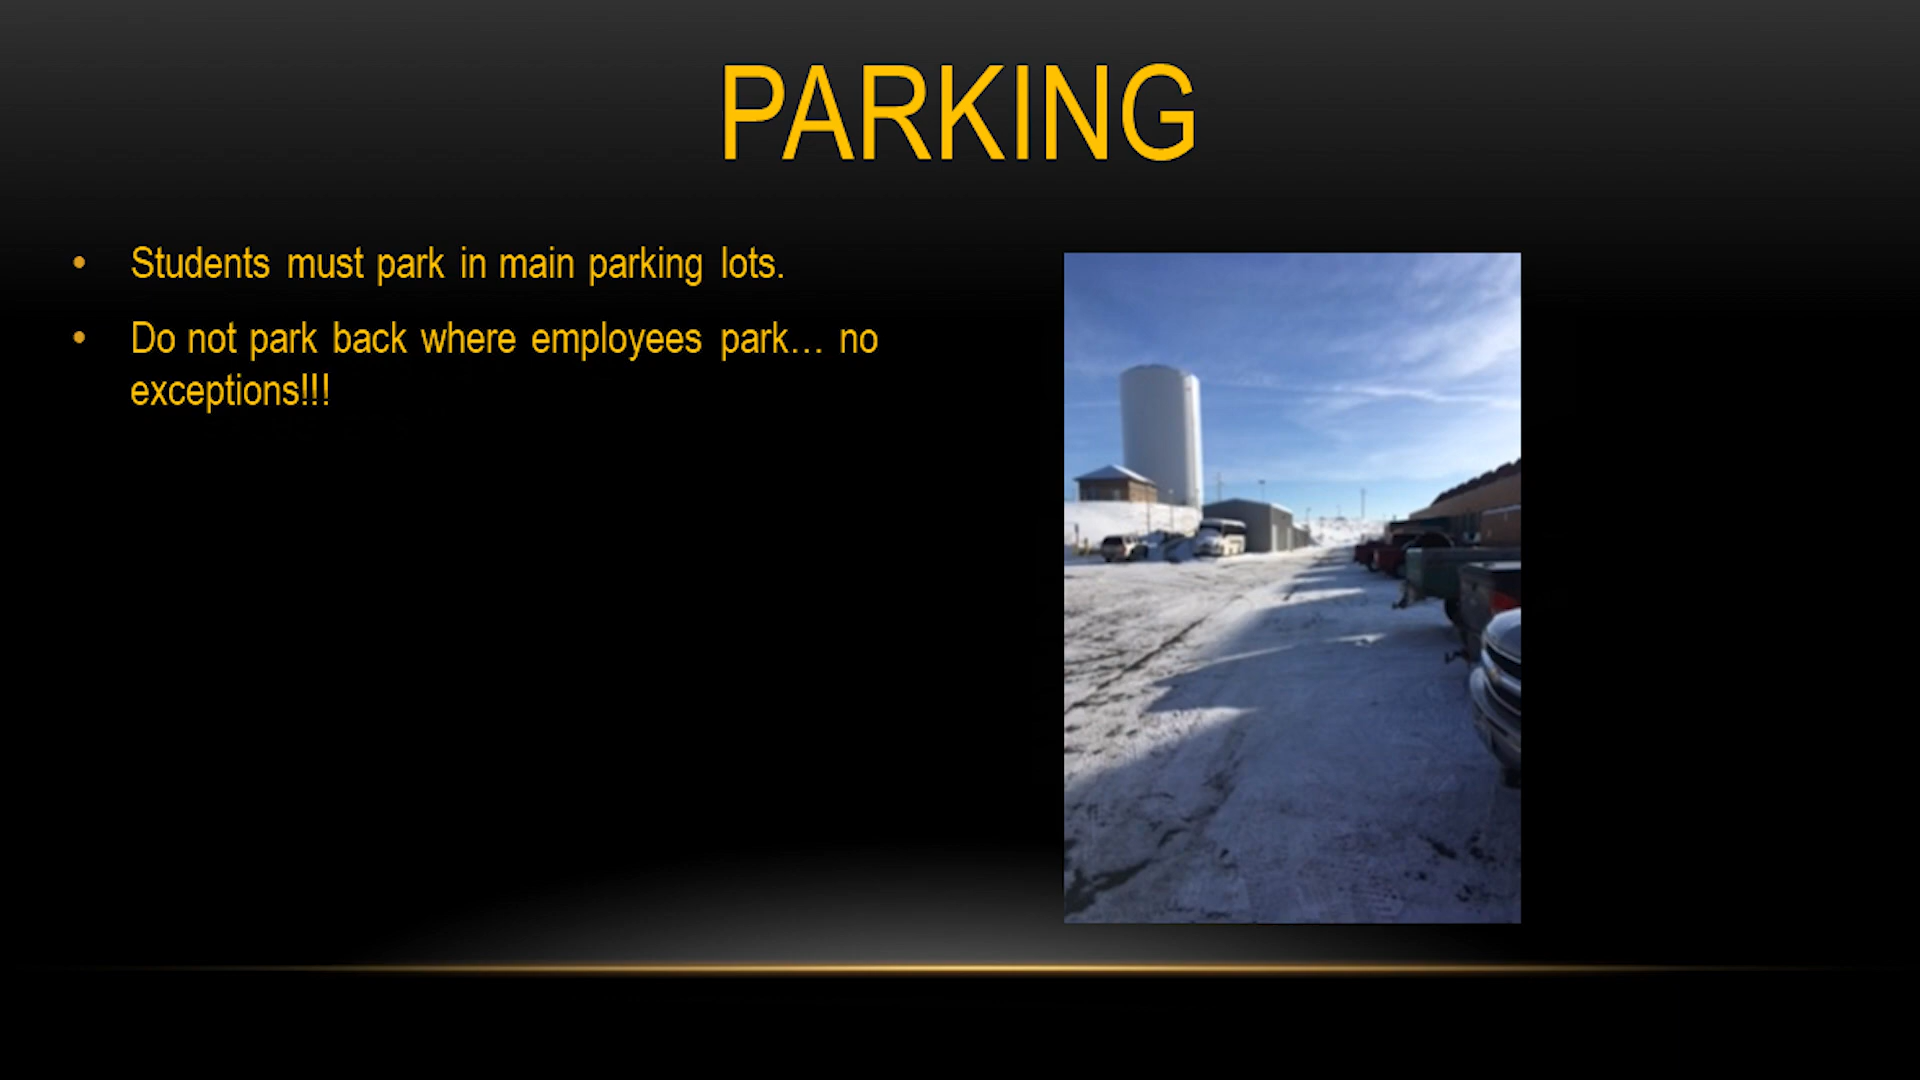 PARKING
• Students must park in main parking lots.
• Do not park back where employees park... no
exceptions!!!